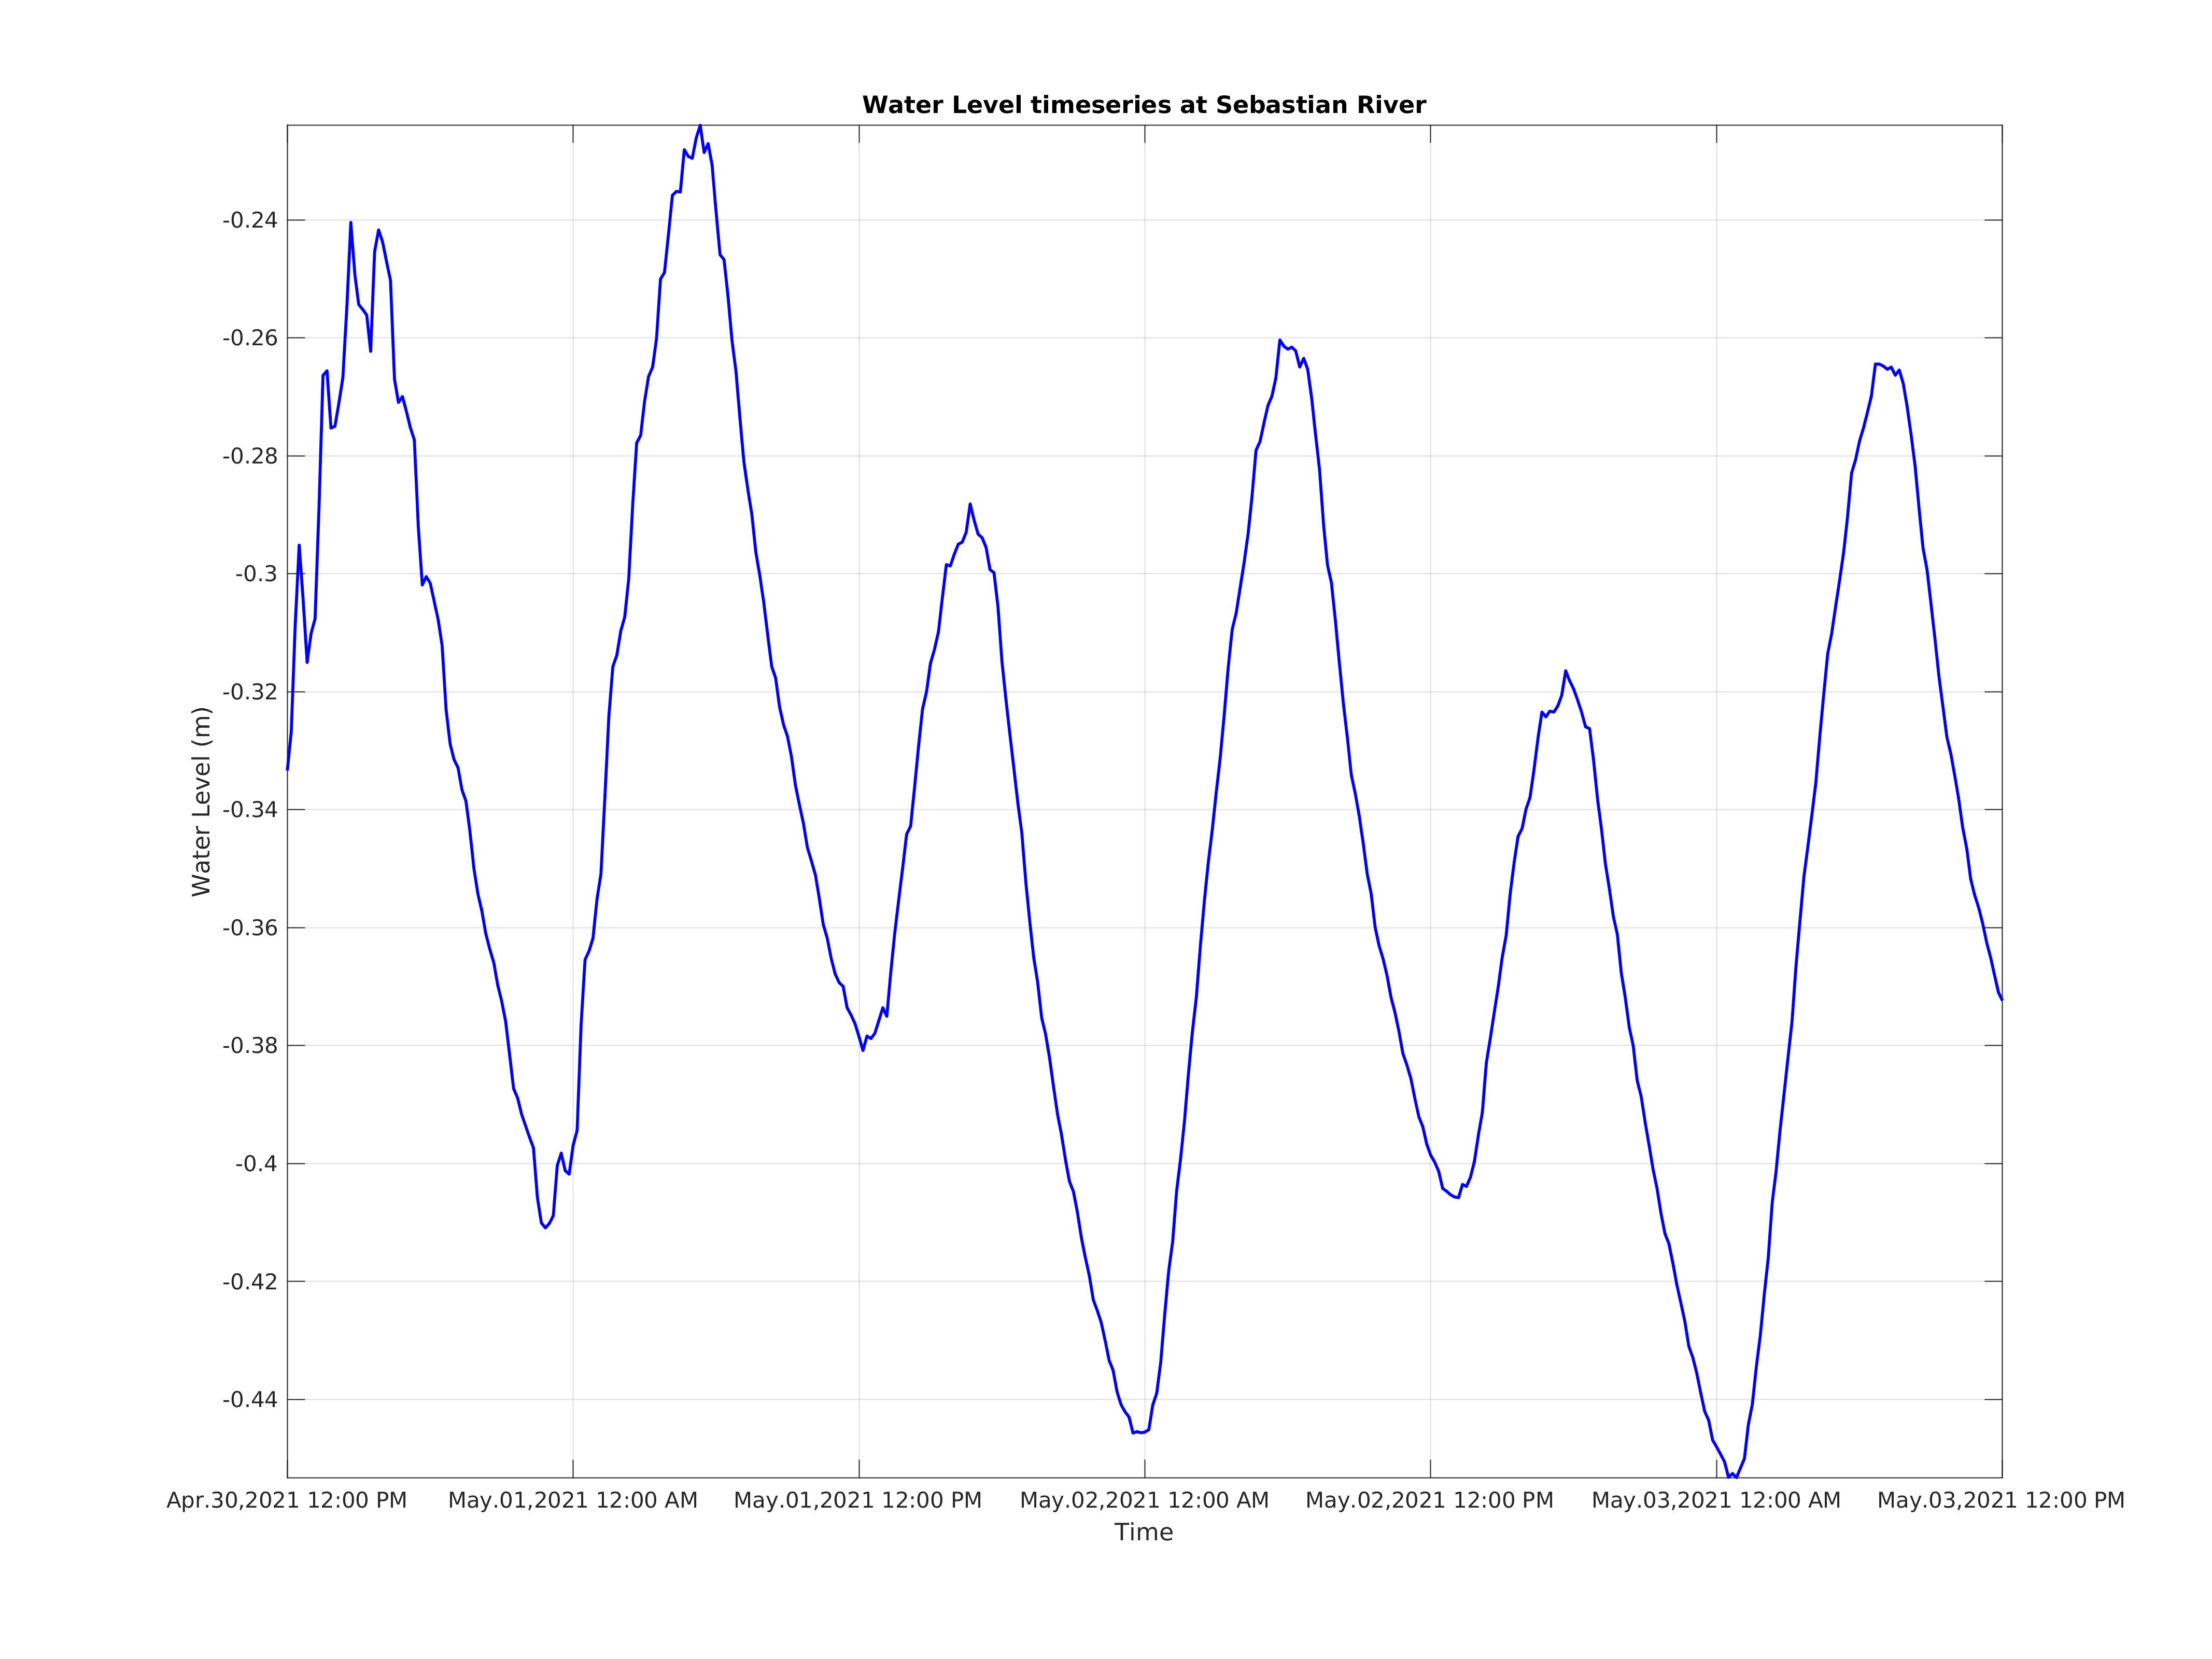 Water Level timeseries at Sebastian River
-0.24
-0.26
-0.28
-0.3
-0.32
-0.34
-0.36
-0.38
-0.4
-0.42
-0.44
Water Level (m)
Apr.30,2021 12:00 PM May.01,2021 12:00 AM May.01,2021 12:00 PM May.02,2021 12:00 AM May.02,2021 12:00 PM May.03,2021 12:00 AM May.03,2021 12:00 PM
Time